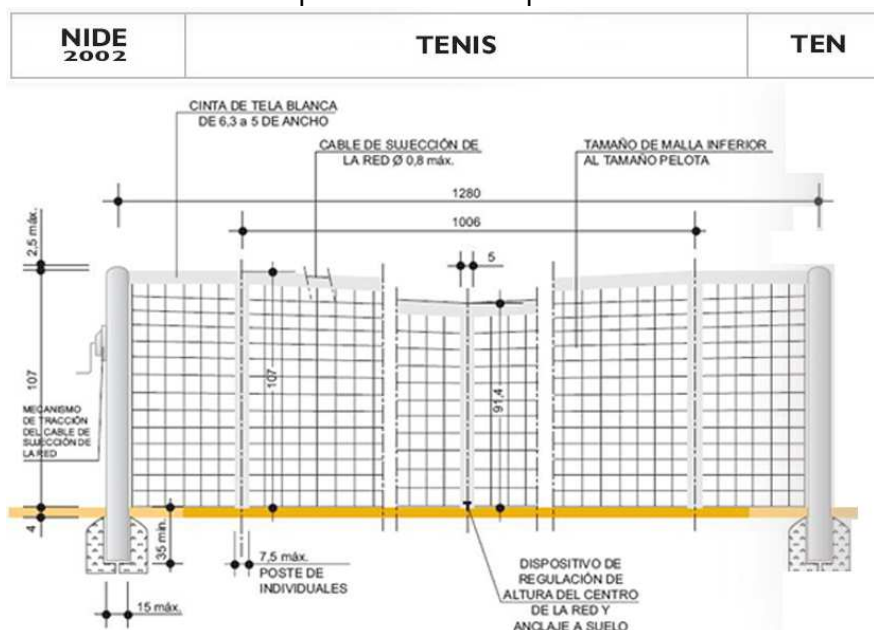 NIDE
2002
TENIS
TEN
CINTA DE TELA BLANCA
DE 6,3 a 5 DE ANCHO
CABLE DE SUJECCIÓN DE
LA RED Ø 0,8 máx.
TAMAÑO DE MALLA INFERIOR
AL TAMAÑO PELOTA
1280
1006
2,5 máx.
5
107
107
91,4
MECANISMO
DE TRACCIÓN
DEL CABLE DE
SUJECCIÓN DE
LA RED
4
35 min.
7,5 máx.
POSTE DE
INDIVIDUALES
15 máx.
DISPOSITIVO DE
REGULACIÓN DE
ALTURA DEL CENTRO
DE LA RED Y
ANCLAJE A SUELO